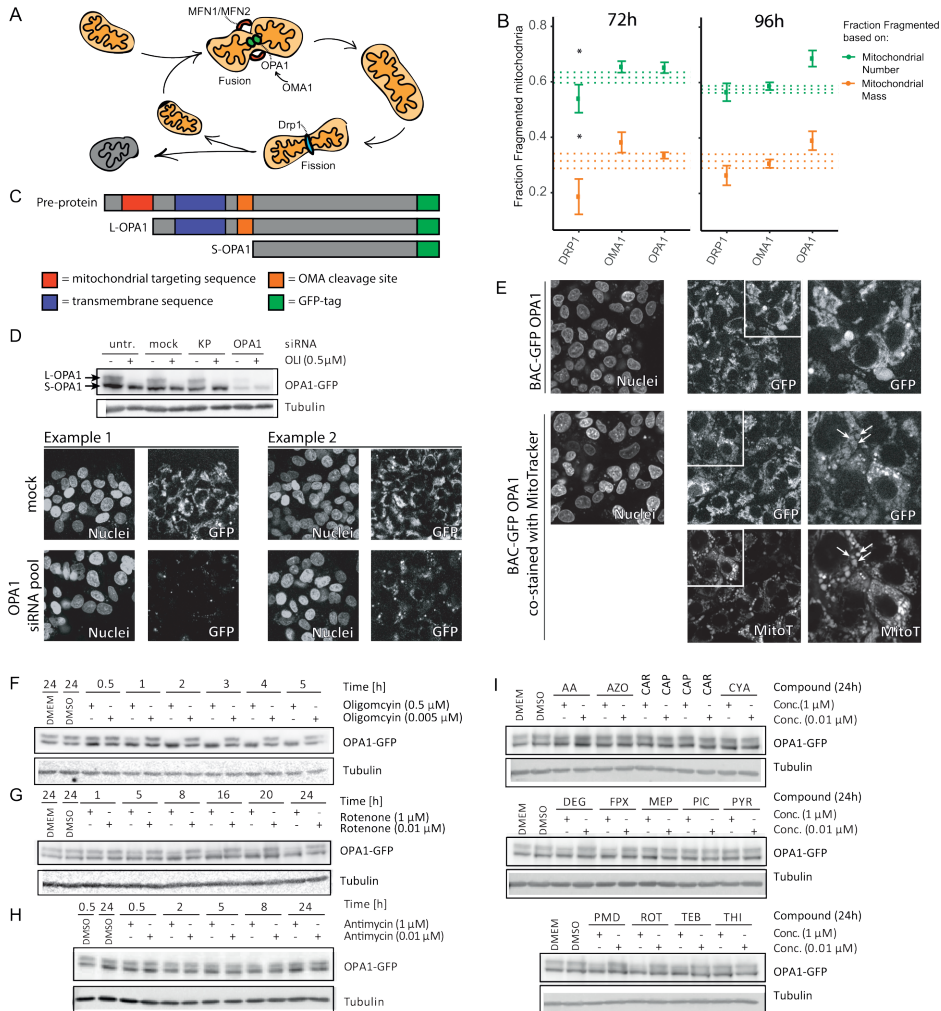 A
MFN1/MFN2
OPA1
Fusion
OMA1
Drp1
Fission
B
72h
96h
Fraction Fragmented mitochodnria
0.8
0.6
0.4
0.2
*
*
DRP1
OMA1
OPA1
DRP1
OMA1
OPA1
Fraction Fragmented
based on:
Mitochondrial
Number
Mitochondrial
Mass
C
Pre-protein
L-OPA1
S-OPA1
= mitochondrial targeting sequence
= OMA cleavage site
= transmembrane sequence
= GFP-tag
D
untr. mock KP OPA1 siRNA
- + - + - + - + OLI (0.5μM)
L-OPA1
S-OPA1
OPA1-GFP
Tubulin
Example 1
Example 2
mock
Nuclei
GFP
Nuclei
GFP
OPA1
siRNA pool
Nuclei
GFP
Nuclei
GFP
E
BAC-GFP OPA1
Nuclei
GFP
GFP
BAC-GFP OPA1
co-stained with MitoTracker
Nuclei
GFP
GFP
MitoT
MitoT
F
24 24 0.5 1 2 3 4 5 Time [h]
DMEM
DMSO
+ - + - + - + - + - + - Oligomcyin (0.5 μM)
- + - + - + - + - + - + Oligomcyin (0.005 μM)
OPA1-GFP
Tubulin
G
24 24 1 5 8 16 20 24 Time [h]
DMEM
DMSO
+ - + - + - + - + - + - Rotenone (1 μM)
- + - + - + - + - + - + Rotenone (0.01 μM)
OPA1-GFP
Tubulin
H
0.5 24 0.5 2 5 8 24 Time [h]
DMSO
DMSO
+ - + - + - + - + - Antimycin (1 μM)
- + - + - + - + - + Antimycin (0.01 μM)
OPA1-GFP
Tubulin
I
AA AZO CAR CAP CAP CAR CYA Compound (24h)
DMEM
DMSO
+ - + - + + - - + - Conc.(1 μM)
- + - + - - + + - + Conc. (0.01 μM)
OPA1-GFP
Tubulin
DEG FPX MEP PIC PYR Compound (24h)
DMEM
DMSO
+ - + - + - + - + - Conc. (1 μM)
- + - + - + - + - + Conc. (0.01 μM)
OPA1-GFP
Tubulin
PMD ROT TEB THI Compound (24h)
DMEM
DMSO
+ - + - + - + - Conc. (1 μM)
- + - + - + - + Conc. (0.01 μM)
OPA1-GFP
Tubulin